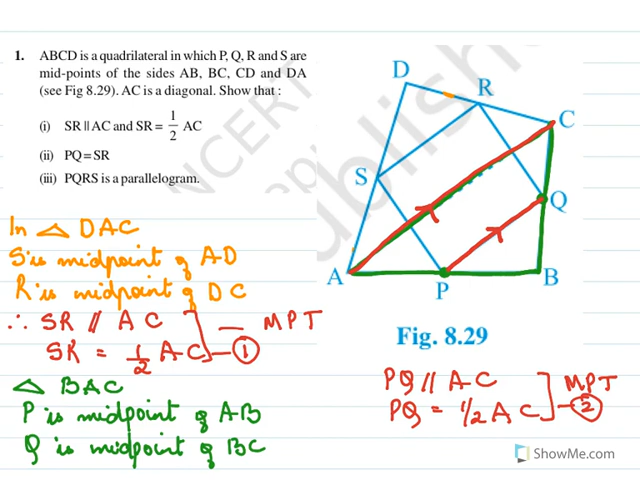 1. ABCD is a quadrilateral in which P, Q, R and S are
mid-points of the sides AB, BC, CD and DA
(see Fig 8.29). AC is a diagonal. Show that :
(i) SR || AC and SR = 1/2 AC
(ii) PQ = SR
(iii) PQRS is a parallelogram.
D
R
C
S
Q
A
P
B
Fig. 8.29
In △ DAC
S is midpoint of AD
R is midpoint of DC
∴ SR // AC
SR = 1/2 AC — ① MPT
△ BAC
P is midpoint of AB
Q is midpoint of BC
PQ // AC
PQ = 1/2 AC — ② MPT
ShowMe.com